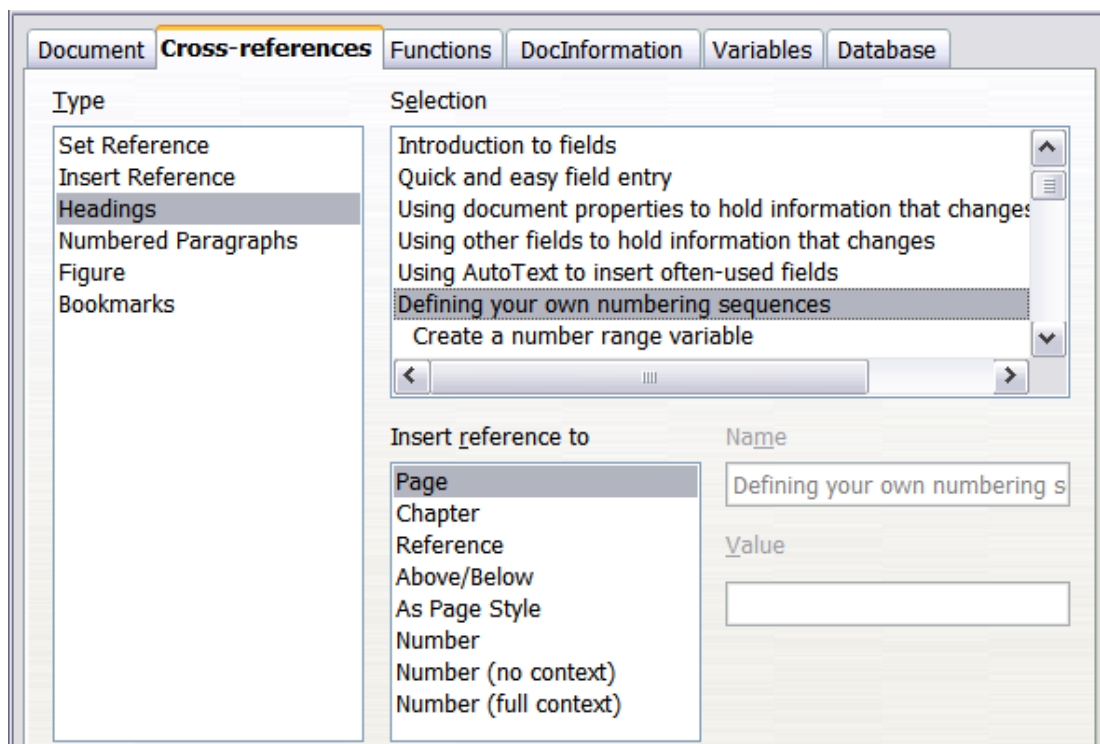 Document Cross-references Functions DocInformation Variables Database
Type
Set Reference
Insert Reference
Headings
Numbered Paragraphs
Figure
Bookmarks
Selection
Introduction to fields
Quick and easy field entry
Using document properties to hold information that changes
Using other fields to hold information that changes
Using AutoText to insert often-used fields
Defining your own numbering sequences
Create a number range variable
Insert reference to
Page
Chapter
Reference
Above/Below
As Page Style
Number
Number (no context)
Number (full context)
Name
Defining your own numbering s
Value